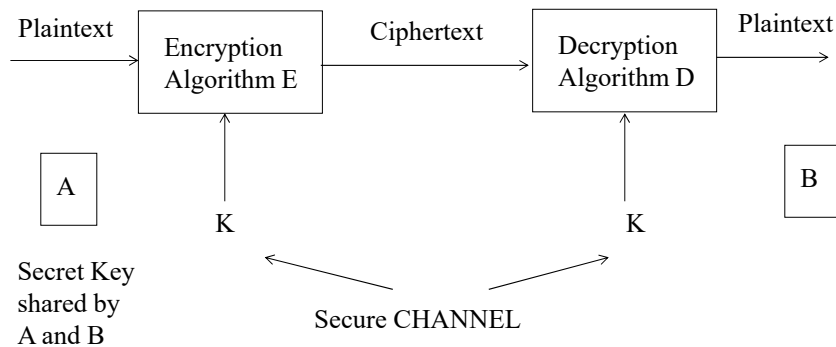 Plaintext
Encryption
Algorithm E
Ciphertext
Decryption
Algorithm D
Plaintext
A
K
K
B
Secret Key
shared by
A and B
Secure CHANNEL